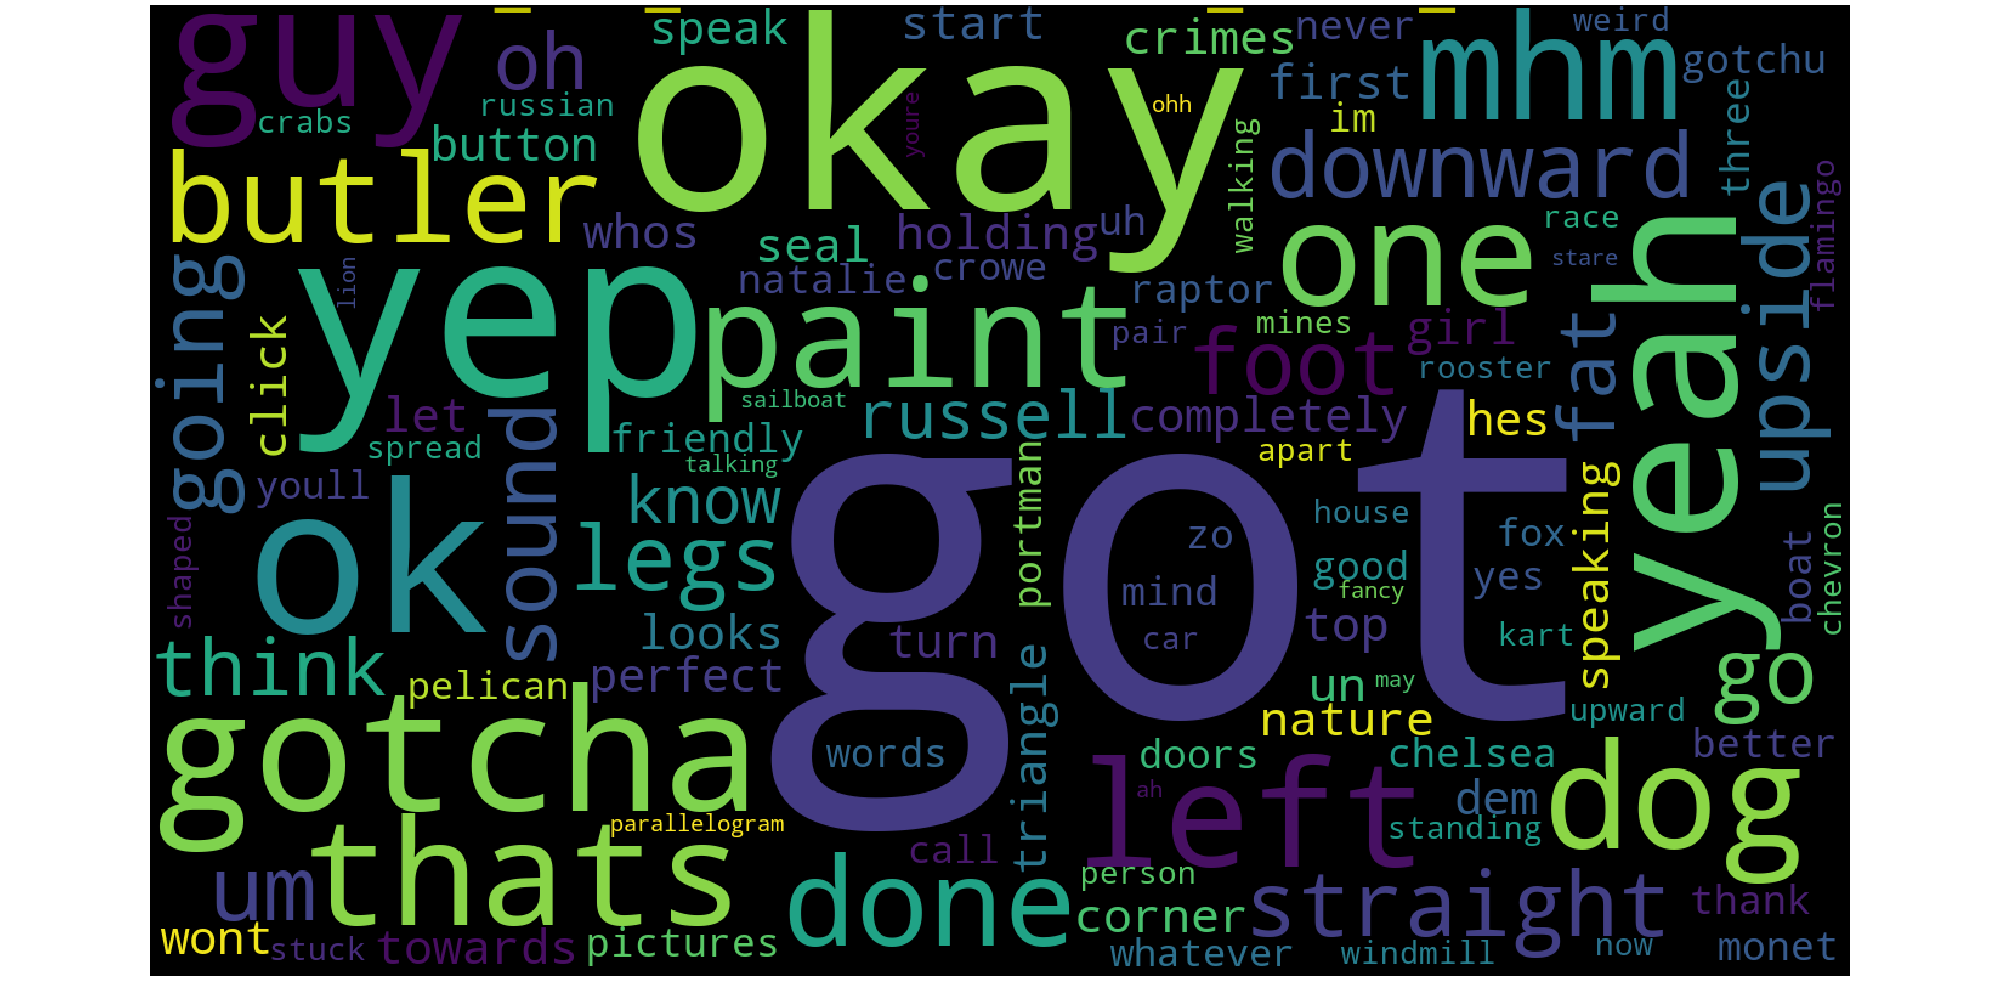 guy
oh
speak
okay
start
crimes
never
weird
mhm
gotchu
first
russian
crabs
button
youre
ohh
im
three
butler
walking
downward
flamingo
whos
seal
holding
uh
one
race
yeah
upside
natalie
crowe
stare
going
lion
yep
paint
raptor
click
pair
mines
girl
foot
fat
rooster
sailboat
let
sound
russell
completely
hes
spread
friendly
apart
talking
got
youll
know
portman
speaking
ok
legs
shaped
zo
house
fox
boat
chevron
good
yes
mind
fancy
looks
turn
car
top
kart
think
pelican
perfect
triangle
un
may
gg
o
nature
upward
gotcha
words
doors
chelsea
better
left
ah
dem
dog
thats
parallelogram
standing
call
um
done
person
straight
corner
thank
wont
stuck
towards
pictures
whatever
windmill
now
monet